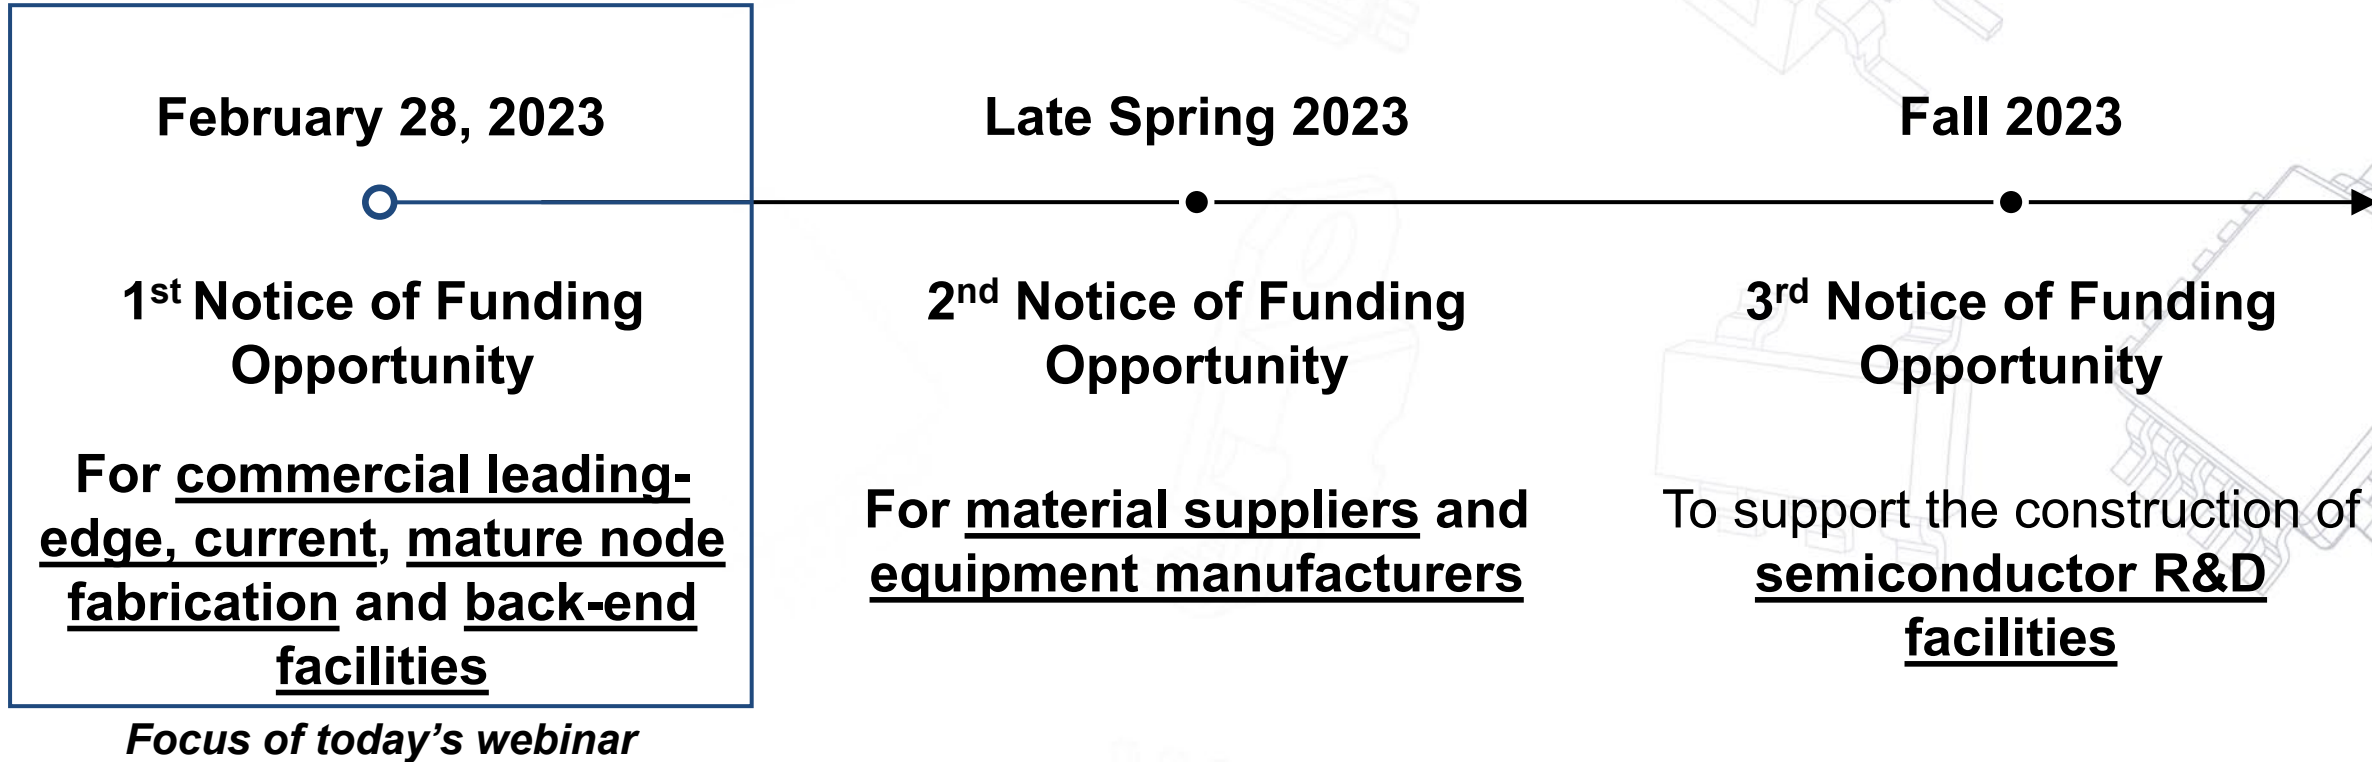 February 28, 2023
1st Notice of Funding
Opportunity
For commercial leading-
edge, current, mature node
fabrication and back-end
facilities
Focus of today’s webinar
Late Spring 2023
2nd Notice of Funding
Opportunity
For material suppliers and
equipment manufacturers
Fall 2023
3rd Notice of Funding
Opportunity
To support the construction of
semiconductor R&D
facilities